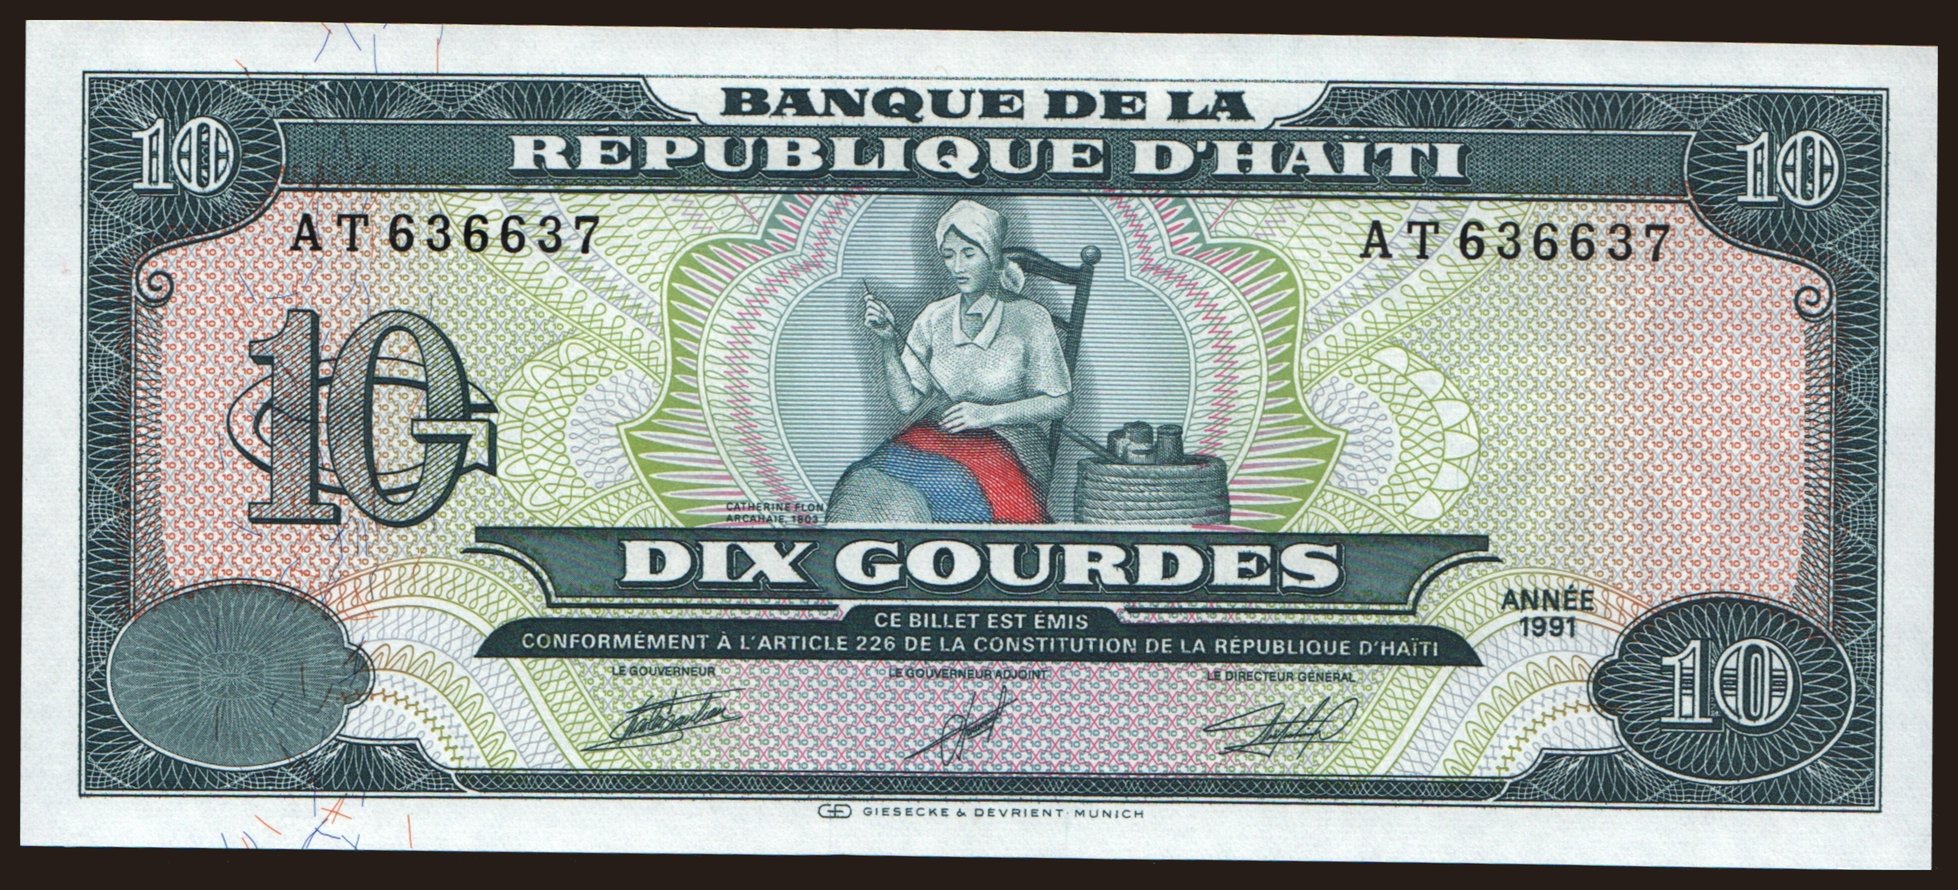 BANQUE DE LA
RÉPUBLIQUE D'HAÏTI
10
10
AT636637
AT636637
10G
CATHERINE FLON
ARCAHAIE, 1803
DIX GOURDES
CE BILLET EST ÉMIS
CONFORMÉMENT À L'ARTICLE 226 DE LA CONSTITUTION DE LA RÉPUBLIQUE D'HAÏTI
ANNÉE
1991
LE GOUVERNEUR
LE GOUVERNEUR ADJOINT
LE DIRECTEUR GÉNÉRAL
10
GD GIESECKE & DEVRIENT · MUNICH